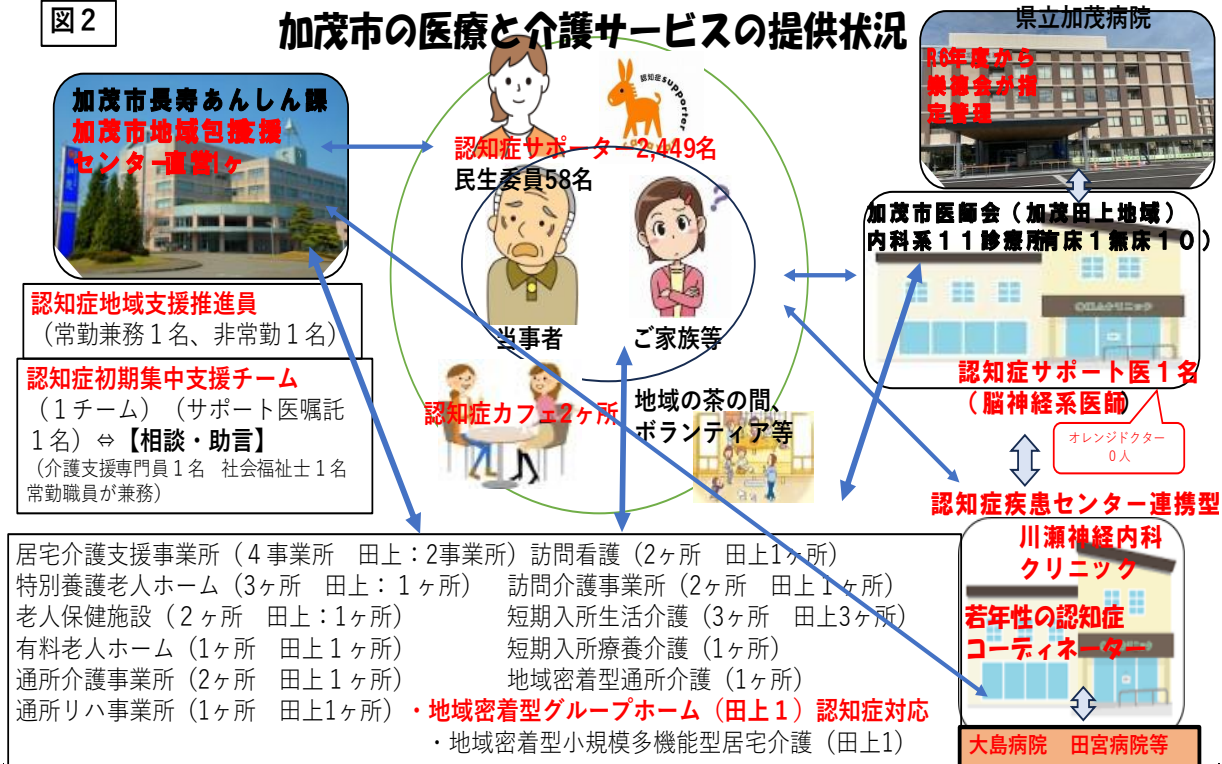 図2
加茂市の医療と介護サービスの提供状況
県立加茂病院
R6年度から
崇徳会が指
定管理
加茂市長寿あんしん課
加茂市地域包括支援
センター直営1ヶ
認知症supporter
認知症サポーター2,449名
民生委員58名
当事者
ご家族等
認知症カフェ2ヶ所
地域の茶の間、
ボランティア等
加茂市医師会（加茂田上地域）
内科系１１診療所（有床１無床１０）
認知症サポート医１名
（脳神経系医師）
オレンジドクター
0人
認知症地域支援推進員
（常勤兼務１名、非常勤１名）
認知症初期集中支援チーム
（１チーム）（サポート医嘱託
１名）⇔【相談・助言】
（介護支援専門員１名　社会福祉士１名
常勤職員が兼務）
認知症疾患センター連携型
川瀬神経内科
クリニック
若年性の認知症
コーディネーター
大島病院　田宮病院等
居宅介護支援事業所（４事業所　田上：2事業所）訪問看護（2ヶ所　田上1ヶ所）
特別養護老人ホーム（3ヶ所　田上：１ヶ所）　訪問介護事業所（2ヶ所　田上１ヶ所）
老人保健施設（２ヶ所　田上：1ヶ所）　短期入所生活介護（3ヶ所　田上3ヶ所）
有料老人ホーム（1ヶ所　田上１ヶ所）　短期入所療養介護（1ヶ所）
通所介護事業所（2ヶ所　田上１ヶ所）　地域密着型通所介護（1ヶ所）
通所リハ事業所（1ヶ所　田上1ヶ所）・地域密着型グループホーム（田上１）認知症対応
・地域密着型小規模多機能型居宅介護（田上1）